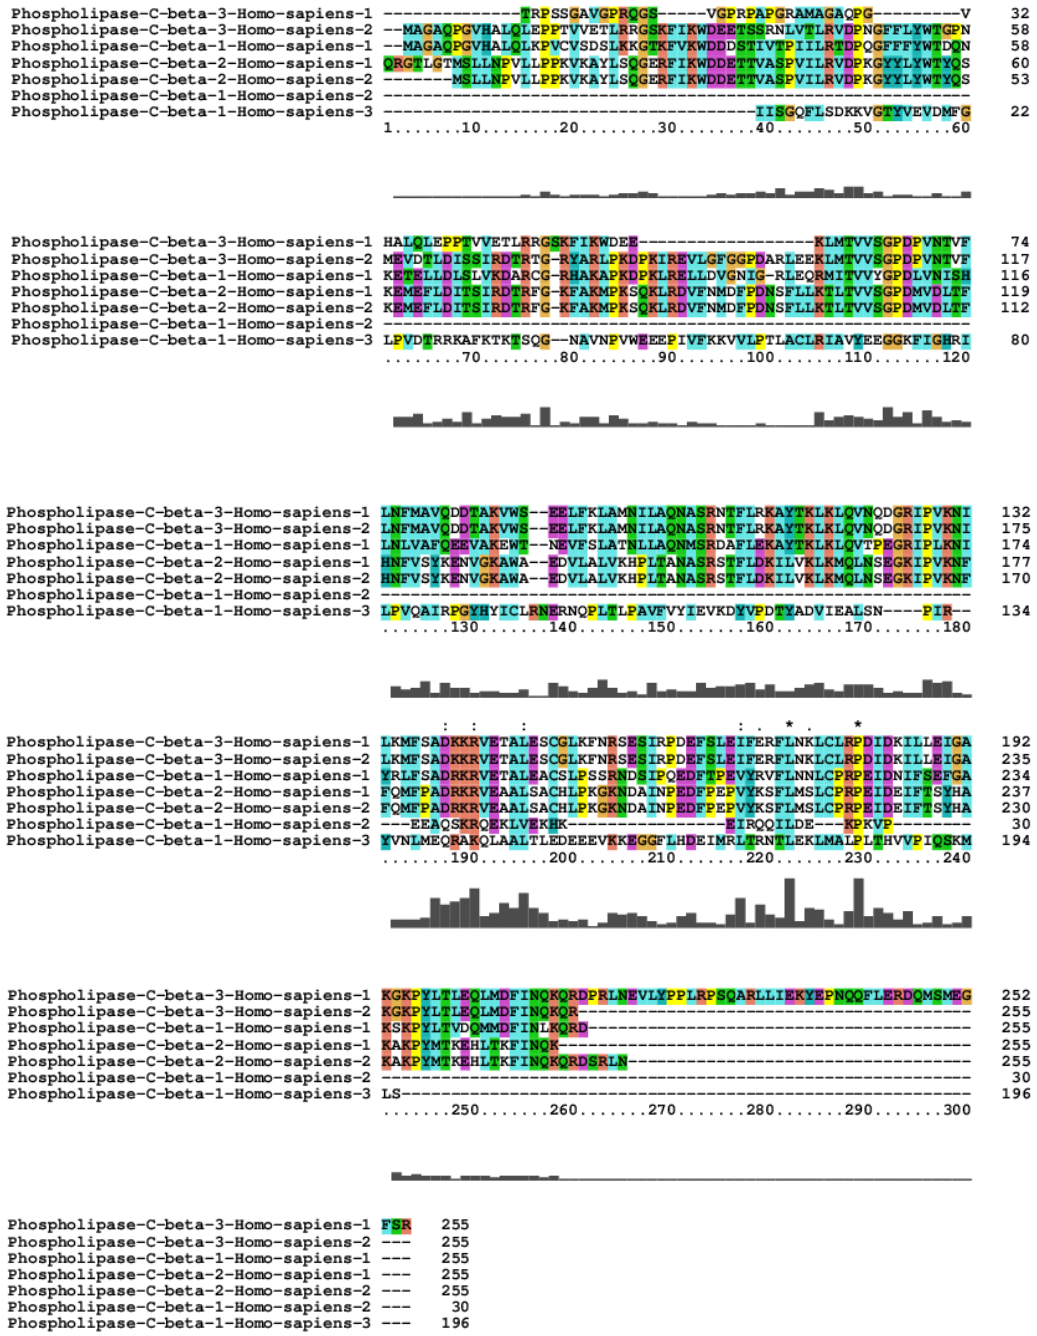 Phospholipase-C-beta-3-Homo-sapiens-1 TRPSSGAVGPRQGS-----VGPRPAPGRAMAGAQPG---------V 32
Phospholipase-C-beta-3-Homo-sapiens-2 --MAGAQPGVHALQLEPPTVVETLRRGSKFIKWDEETSSRNLVTLRVDPNGFFLYWTGPN 58
Phospholipase-C-beta-1-Homo-sapiens-1 --MAGAQPGVHALQLKPVCVSDSLKKGTKFVKWDDDSTIVTPIILRTDPQGFFFYWTDQN 58
Phospholipase-C-beta-2-Homo-sapiens-1 QRGTLGTMSLLNPVLLPPKVKAYLSQGERFIKWDDETTVASPVILRVDPKGYYLYWTYQS 60
Phospholipase-C-beta-2-Homo-sapiens-2 -------MSLLNPVLLPPKVKAYLSQGERFIKWDDETTVASPVILRVDPKGYYLYWTYQS 53
Phospholipase-C-beta-1-Homo-sapiens-2 ------------------------------------------------------------
Phospholipase-C-beta-1-Homo-sapiens-3 --------------------------------------IISGQFLSDKKVGTYVEVDMFG 22
1.......10........20........30........40........50........60
Phospholipase-C-beta-3-Homo-sapiens-1 HALQLEPPTVVETLRRGSKFIKWDEE------------------KLMTVVSGPDPVNTVF 74
Phospholipase-C-beta-3-Homo-sapiens-2 MEVDTLDISSIRDTRTG-RYARLPKDPKIREVLGFGGPDARLEEKLMTVVSGPDPVNTVF 117
Phospholipase-C-beta-1-Homo-sapiens-1 KETELLDLSLVKDARCG-RHAKAPKDPKLRELLDVGNIG-RLEQRMITVVYGPDLVNISH 116
Phospholipase-C-beta-2-Homo-sapiens-1 KEMEFLDITSIRDTRFG-KFAKMPKSQKLRDVFNMDFPDNSFLLKTLTVVSGPDMVDLTF 119
Phospholipase-C-beta-2-Homo-sapiens-2 KEMEFLDITSIRDTRFG-KFAKMPKSQKLRDVFNMDFPDNSFLLKTLTVVSGPDMVDLTF 112
Phospholipase-C-beta-1-Homo-sapiens-2 ------------------------------------------------------------
Phospholipase-C-beta-1-Homo-sapiens-3 LPVDTRRKAFKTKTSQG--NAVNPVWEEEPIVFKKVVLPTLACLRIAVYEEGGKFIGHRI 80
.........70........80........90........100.......110.......120
Phospholipase-C-beta-3-Homo-sapiens-1 LNFMAVQDDTAKVWS--EELFKLAMNILAQNASRNTFLRKAYTKLKLQVNQDGRIPVKNI 132
Phospholipase-C-beta-3-Homo-sapiens-2 LNFMAVQDDTAKVWS--EELFKLAMNILAQNASRNTFLRKAYTKLKLQVNQDGRIPVKNI 175
Phospholipase-C-beta-1-Homo-sapiens-1 LNLVAFQEEVAKEWT--NEVFSLATNLLAQNMSRDAFLEKAYTKLKLQVTPEGRIPLKNI 174
Phospholipase-C-beta-2-Homo-sapiens-1 HNFVSYKENVGKAWA--EDVLALVKHPLTANASRSTFLDKILVKLKMQLNSEGKIPVKNF 177
Phospholipase-C-beta-2-Homo-sapiens-2 HNFVSYKENVGKAWA--EDVLALVKHPLTANASRSTFLDKILVKLKMQLNSEGKIPVKNF 170
Phospholipase-C-beta-1-Homo-sapiens-2 ------------------------------------------------------------
Phospholipase-C-beta-1-Homo-sapiens-3 LPVQAIRPGYHYICLRNERNQPLTLPAVFVYIEVKDYVPDTYADVIEALSN----PIR-- 134
.........130.......140.......150.......160.......170.......180
: : : : . * . *
Phospholipase-C-beta-3-Homo-sapiens-1 LKMFSADKKRVETALESCGLKFNRSESIRPDEFSLEIFERFLNKLCLRPDIDKILLEIGA 192
Phospholipase-C-beta-3-Homo-sapiens-2 LKMFSADKKRVETALESCGLKFNRSESIRPDEFSLEIFERFLNKLCLRPDIDKILLEIGA 235
Phospholipase-C-beta-1-Homo-sapiens-1 YRLFSADRKRVETALEACSLPSSRNDSIPQEDFTPEVYRVFLNNLCPRPEIDNIFSEFGA 234
Phospholipase-C-beta-2-Homo-sapiens-1 FQMFPADRKRVEAALSACHLPKGKNDAINPEDFPEPVYKSFLMSLCPRPEIDEIFTSYHA 237
Phospholipase-C-beta-2-Homo-sapiens-2 FQMFPADRKRVEAALSACHLPKGKNDAINPEDFPEPVYKSFLMSLCPRPEIDEIFTSYHA 230
Phospholipase-C-beta-1-Homo-sapiens-2 ---EEAQSKRQEKLVEKHK----------------EIRQQILDE---KPKVP-------- 30
Phospholipase-C-beta-1-Homo-sapiens-3 YVNLMEQRAKQLAALTLEDEEEVKKEGGFLHDEIMRLTRNTLEKLMALPLTHVVPIQSKM 194
.........190.......200.......210.......220.......230.......240
Phospholipase-C-beta-3-Homo-sapiens-1 KGKPYLTLEQLMDFINQKQRDPRLNEVLYPPLRPSQARLLIEKYEPNQQFLERDQMSMEG 252
Phospholipase-C-beta-3-Homo-sapiens-2 KGKPYLTLEQLMDFINQKQR---------------------------------------- 255
Phospholipase-C-beta-1-Homo-sapiens-1 KSKPYLTVDQMMDFINLKQRD--------------------------------------- 255
Phospholipase-C-beta-2-Homo-sapiens-1 KAKPYMTKEHLTKFINQK------------------------------------------ 255
Phospholipase-C-beta-2-Homo-sapiens-2 KAKPYMTKEHLTKFINQKQRDSRLN----------------------------------- 255
Phospholipase-C-beta-1-Homo-sapiens-2 ------------------------------------------------------------ 30
Phospholipase-C-beta-1-Homo-sapiens-3 LS---------------------------------------------------------- 196
.........250.......260.......270.......280.......290.......300
Phospholipase-C-beta-3-Homo-sapiens-1 FSR 255
Phospholipase-C-beta-3-Homo-sapiens-2 --- 255
Phospholipase-C-beta-1-Homo-sapiens-1 --- 255
Phospholipase-C-beta-2-Homo-sapiens-1 --- 255
Phospholipase-C-beta-2-Homo-sapiens-2 --- 255
Phospholipase-C-beta-1-Homo-sapiens-2 --- 30
Phospholipase-C-beta-1-Homo-sapiens-3 --- 196